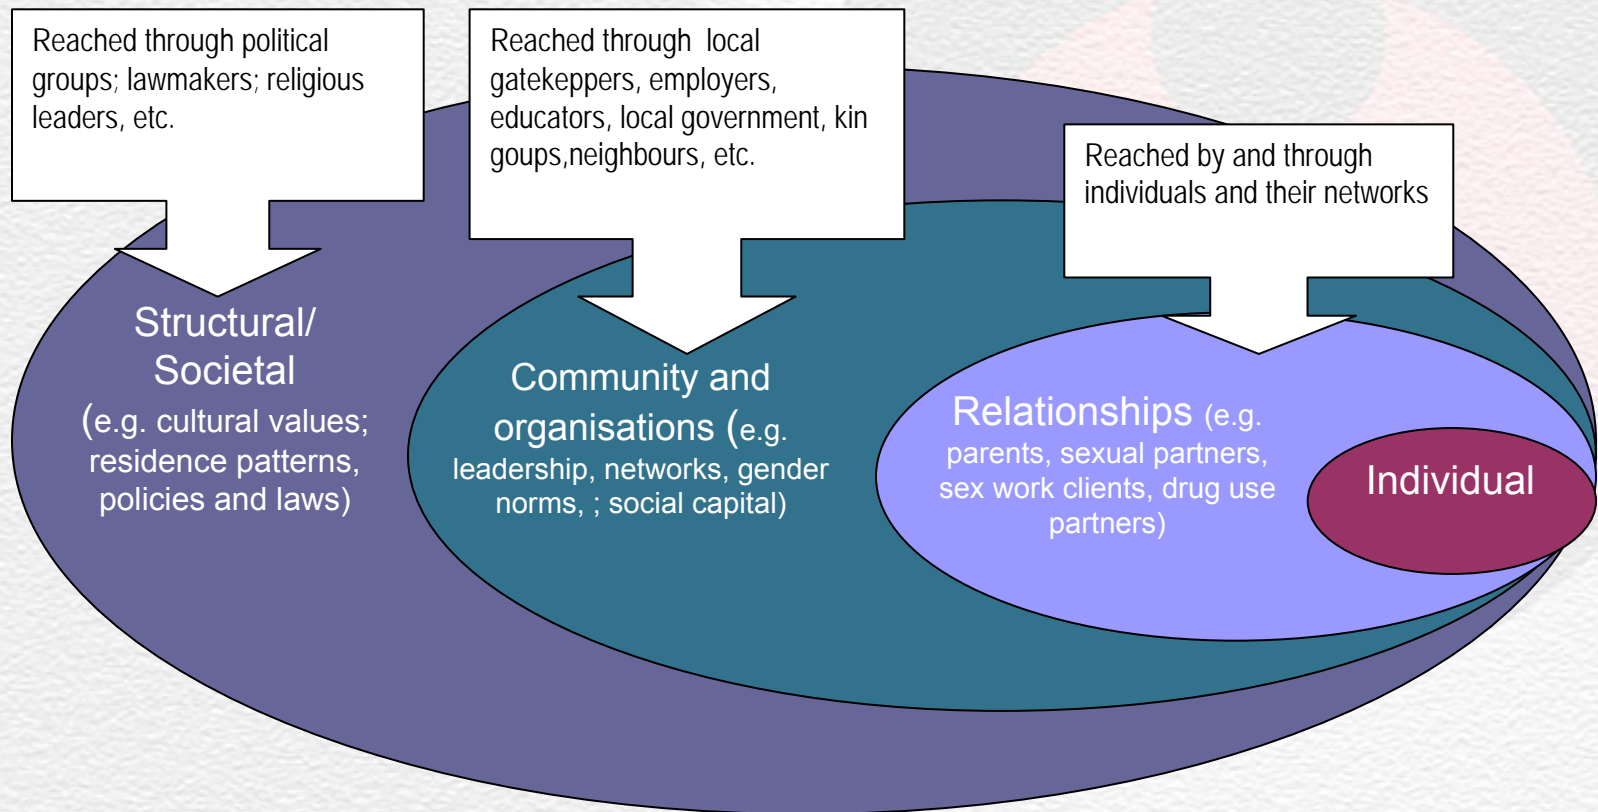 Reached through political
groups; lawmakers; religious
leaders, etc.
Reached through local
gatekeppers, employers,
educators, local government, kin
goups,neighbours, etc.
Reached by and through
individuals and their networks
Structural/
Societal
(e.g. cultural values;
residence patterns,
policies and laws)
Community and
organisations (e.g.
leadership, networks, gender
norms, ; social capital)
Relationships (e.g.
parents, sexual partners,
sex work clients, drug use
partners)
Individual